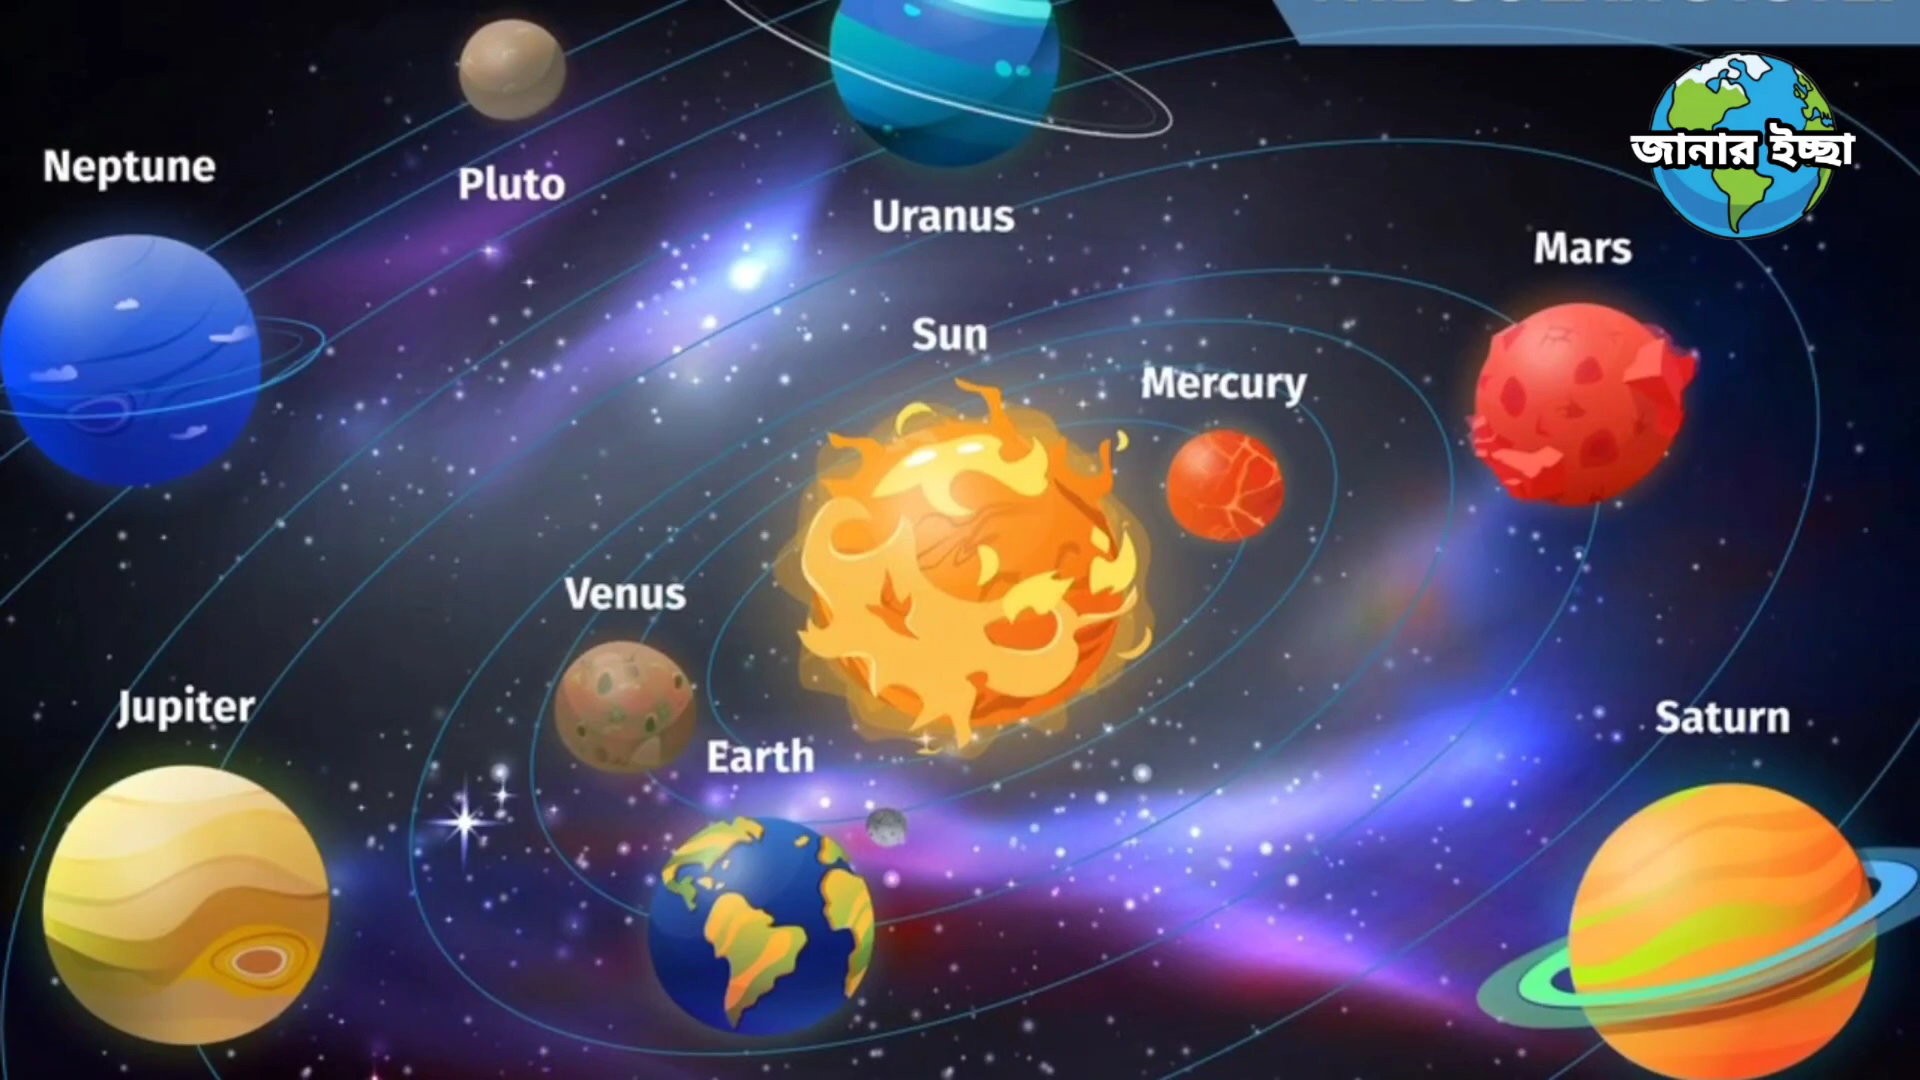 জানার ইচ্ছা
Neptune
Pluto
Uranus
Mars
Sun
Mercury
Venus
Jupiter
Saturn
Earth